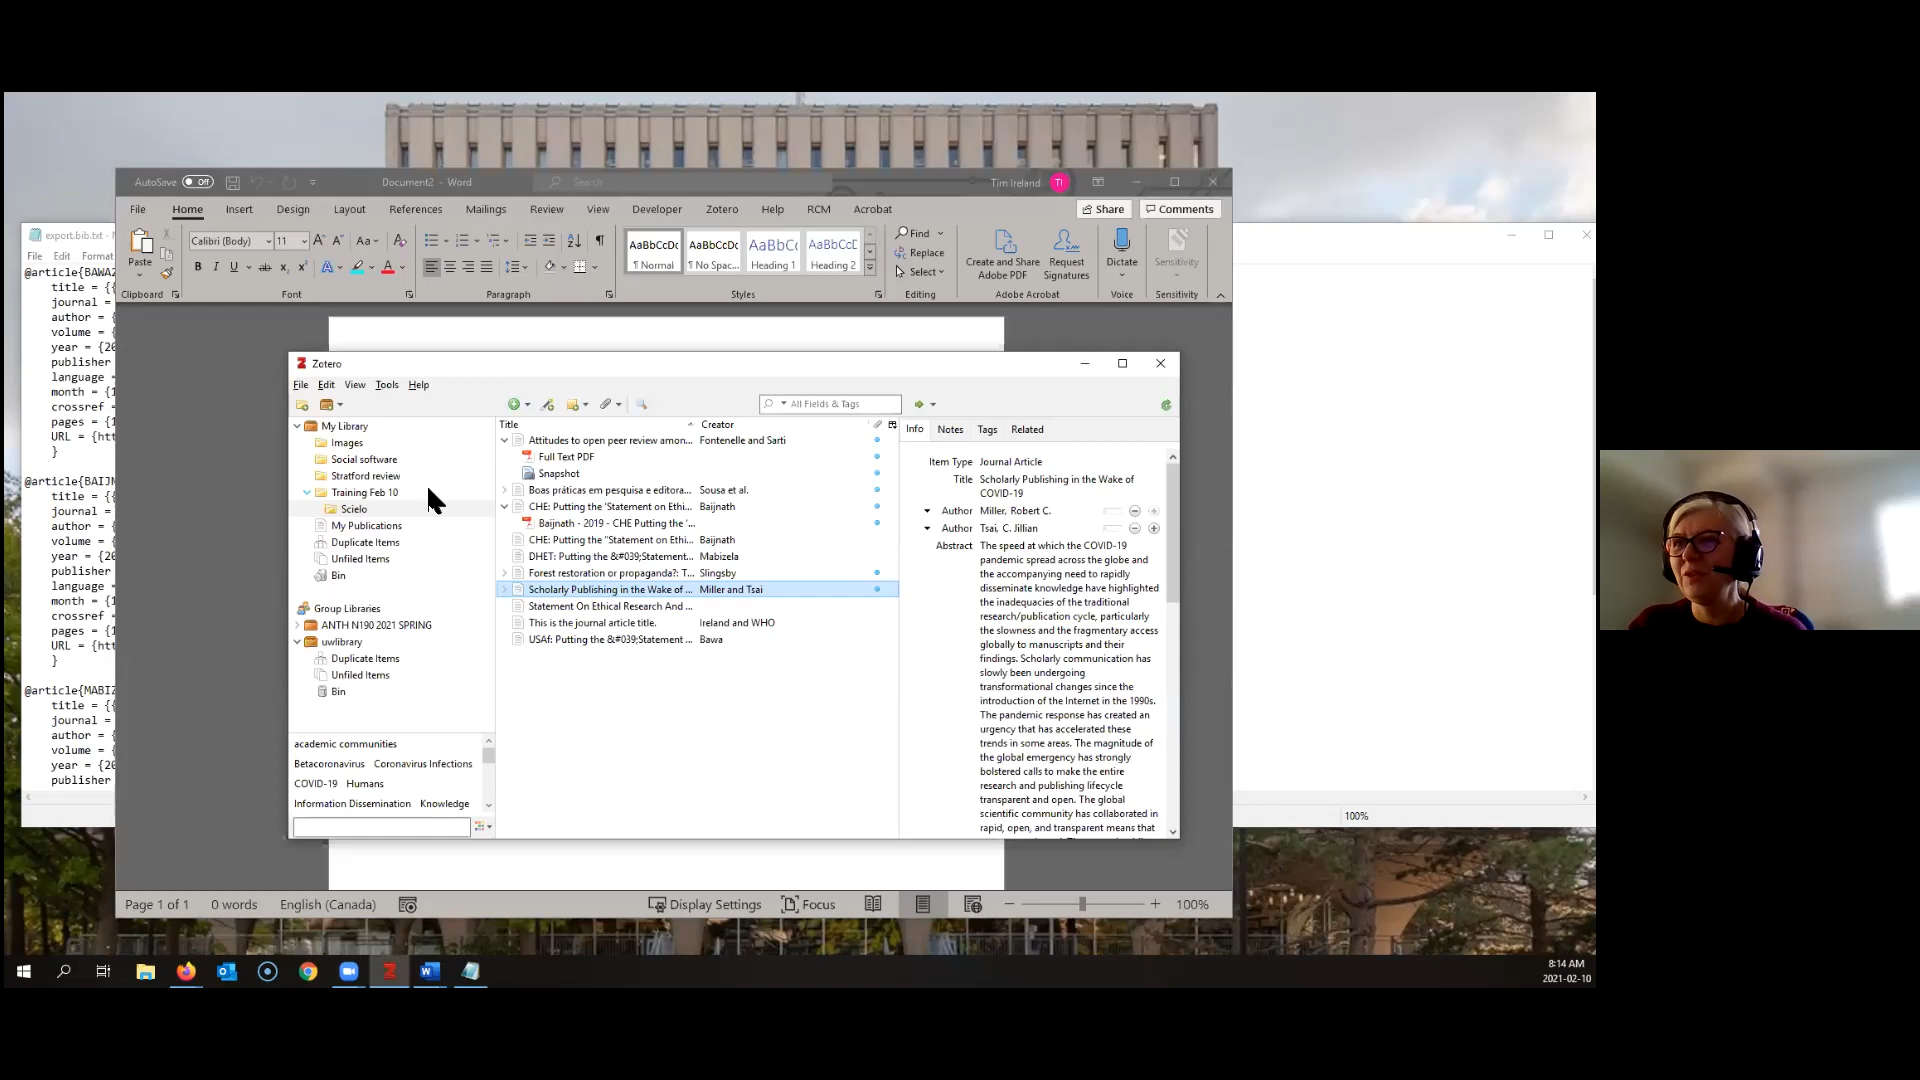 AutoSave Off
Document2 - Word
Search
Tim Ireland TI
File Home Insert Design Layout References Mailings Review View Developer Zotero Help RCM Acrobat
Share Comments
Paste
Clipboard
Calibri (Body) 11
Font
Paragraph
AaBbCcDc AaBbCcDc AaBbCc AaBbCcC
¶ Normal ¶ No Spac... Heading 1 Heading 2
Styles
Find
Replace
Select
Editing
Create and Share Adobe PDF
Request Signatures
Adobe Acrobat
Dictate
Voice
Sensitivity
Sensitivity
export.bib.txt -
File Edit Format
@article{BAWAZ
title = {{
journal =
author = {
volume = {
year = {20
publisher
language =
month = {1
crossref =
pages = {1
URL = {htt
}
@article{BAIJN
title = {{
journal =
author = {
volume = {
year = {20
publisher
language =
month = {1
crossref =
pages = {1
URL = {htt
}
@article{MABIZ
title = {{
journal =
author = {
volume = {
year = {20
publisher
Zotero
File Edit View Tools Help
All Fields & Tags
My Library
Images
Social software
Stratford review
Training Feb 10
Scielo
My Publications
Duplicate Items
Unfiled Items
Bin
Group Libraries
ANTH N190 2021 SPRING
uwlibrary
Duplicate Items
Unfiled Items
Bin
academic communities
Betacoronavirus Coronavirus Infections
COVID-19 Humans
Information Dissemination Knowledge
Title Creator
Attitudes to open peer review amon... Fontenelle and Sarti
Full Text PDF
Snapshot
Boas práticas em pesquisa e editora... Sousa et al.
CHE: Putting the 'Statement on Ethi... Baijnath
Baijnath - 2019 - CHE Putting the '...
CHE: Putting the "Statement on Ethi... Baijnath
DHET: Putting the &#039;Statement... Mabizela
Forest restoration or propaganda?: T... Slingsby
Scholarly Publishing in the Wake of ... Miller and Tsai
Statement On Ethical Research And ...
This is the journal article title. Ireland and WHO
USAf: Putting the &#039;Statement ... Bawa
Info Notes Tags Related
Item Type Journal Article
Title Scholarly Publishing in the Wake of
COVID-19
Author Miller, Robert C.
Author Tsai, C. Jillian
Abstract The speed at which the COVID-19
pandemic spread across the globe and
the accompanying need to rapidly
disseminate knowledge have highlighted
the inadequacies of the traditional
research/publication cycle, particularly
the slowness and the fragmentary access
globally to manuscripts and their
findings. Scholarly communication has
slowly been undergoing
transformational changes since the
introduction of the Internet in the 1990s.
The pandemic response has created an
urgency that has accelerated these
trends in some areas. The magnitude of
the global emergency has strongly
bolstered calls to make the entire
research and publishing lifecycle
transparent and open. The global
scientific community has collaborated in
rapid, open, and transparent means that
100%
Page 1 of 1 0 words English (Canada)
Display Settings Focus 100%
8:14 AM
2021-02-10